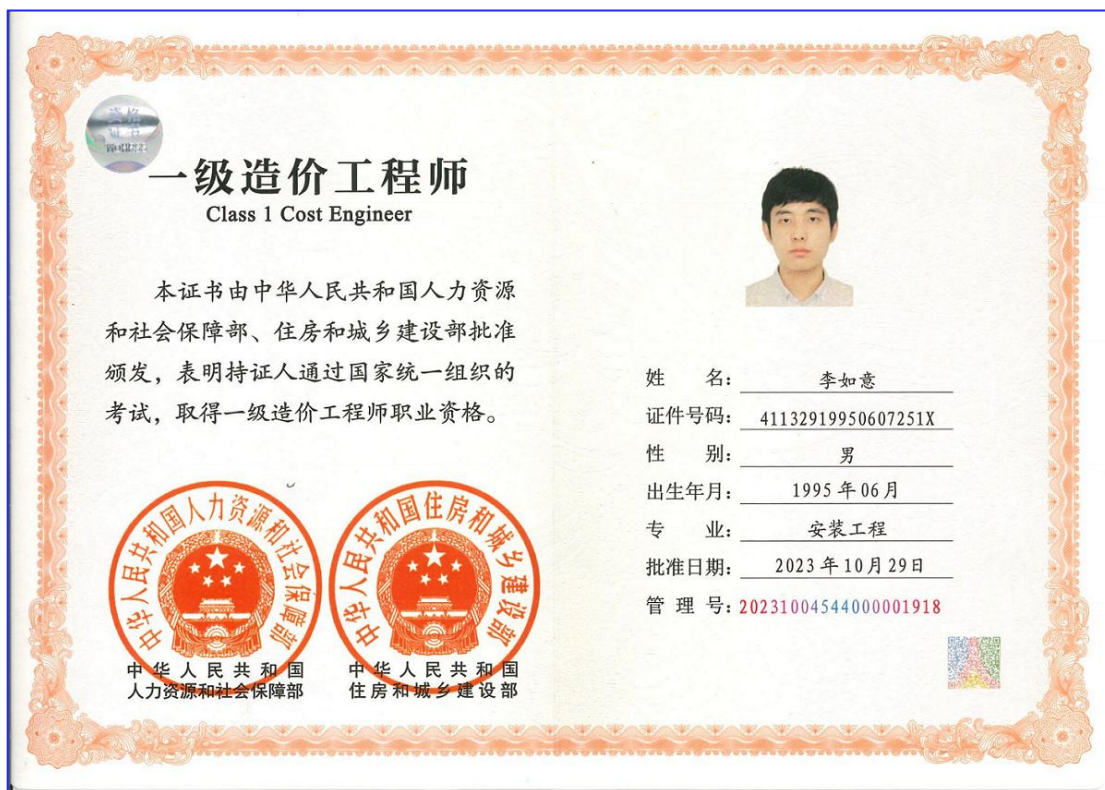 资格
证书
一级造价工程师
Class 1 Cost Engineer
本证书由中华人民共和国人力资源
和社会保障部、住房和城乡建设部批准
颁发，表明持证人通过国家统一组织的
考试，取得一级造价工程师职业资格。
中华人民共和国人力资源和社会保障部
中华人民共和国
人力资源和社会保障部
中华人民共和国住房和城乡建设部
中华人民共和国
住房和城乡建设部
姓名：李如意
证件号码：41132919950607251X
性别：男
出生年月：1995年06月
专业：安装工程
批准日期：2023年10月29日
管理号：20231004544000001918